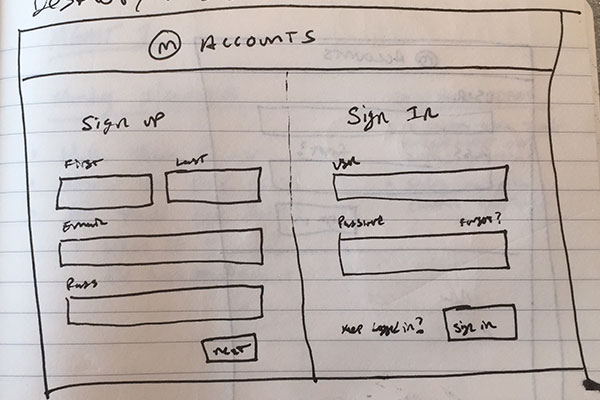 Desktop
m ACCOUNTS
Sign up
First Last
Email
Pass
next
Sign In
User
Password Forgot?
Keep Logged in? Sign in